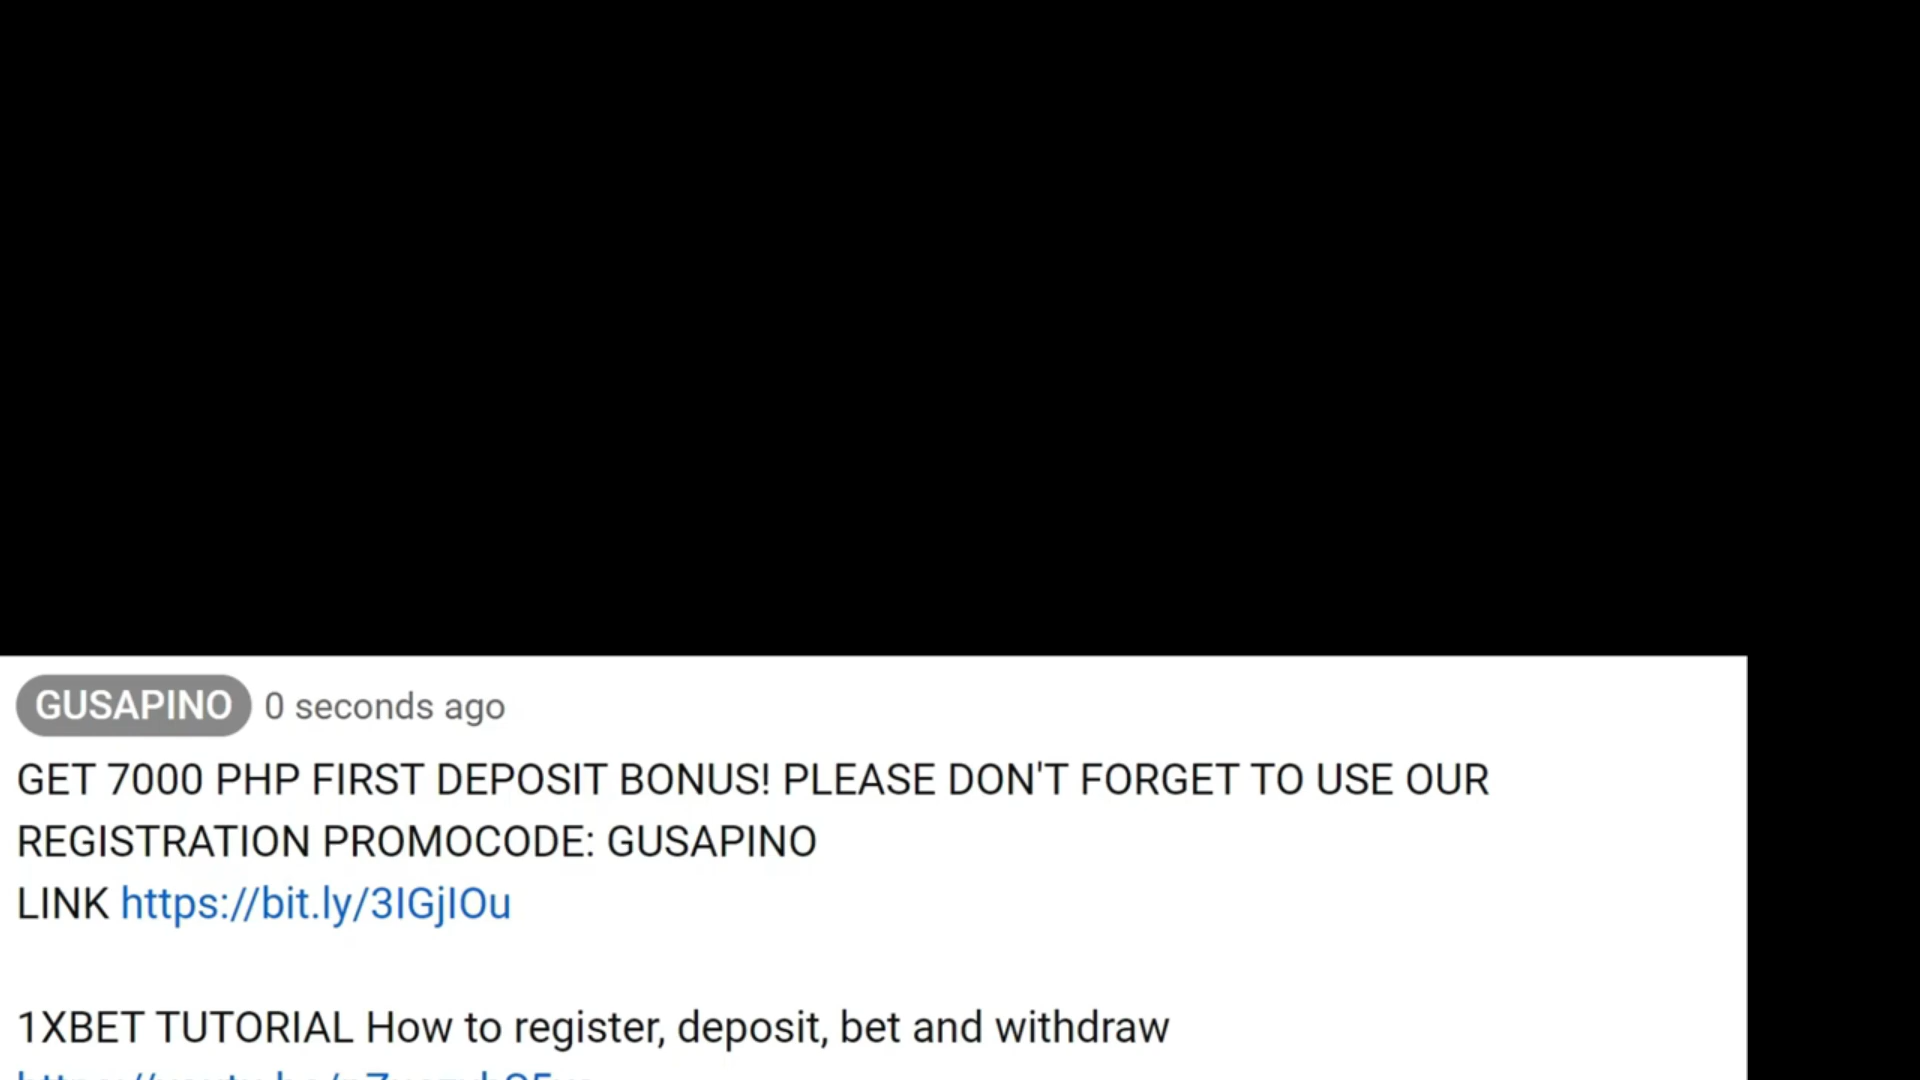 GUSAPINO 0 seconds ago
GET 7000 PHP FIRST DEPOSIT BONUS! PLEASE DON'T FORGET TO USE OUR
REGISTRATION PROMOCODE: GUSAPINO
LINK https://bit.ly/3IGjIOu
1XBET TUTORIAL How to register, deposit, bet and withdraw